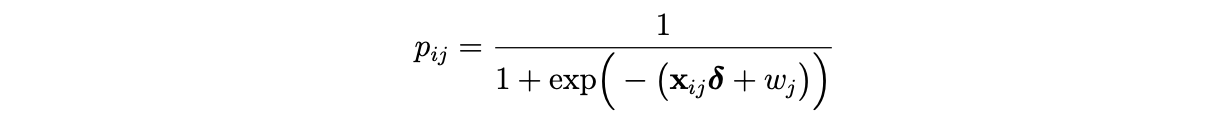 $p_{ij} = \frac{1}{1 + \exp\Big(-\big(\mathbf{x}_{ij}\boldsymbol{\delta} + w_j\big)\Big)}$